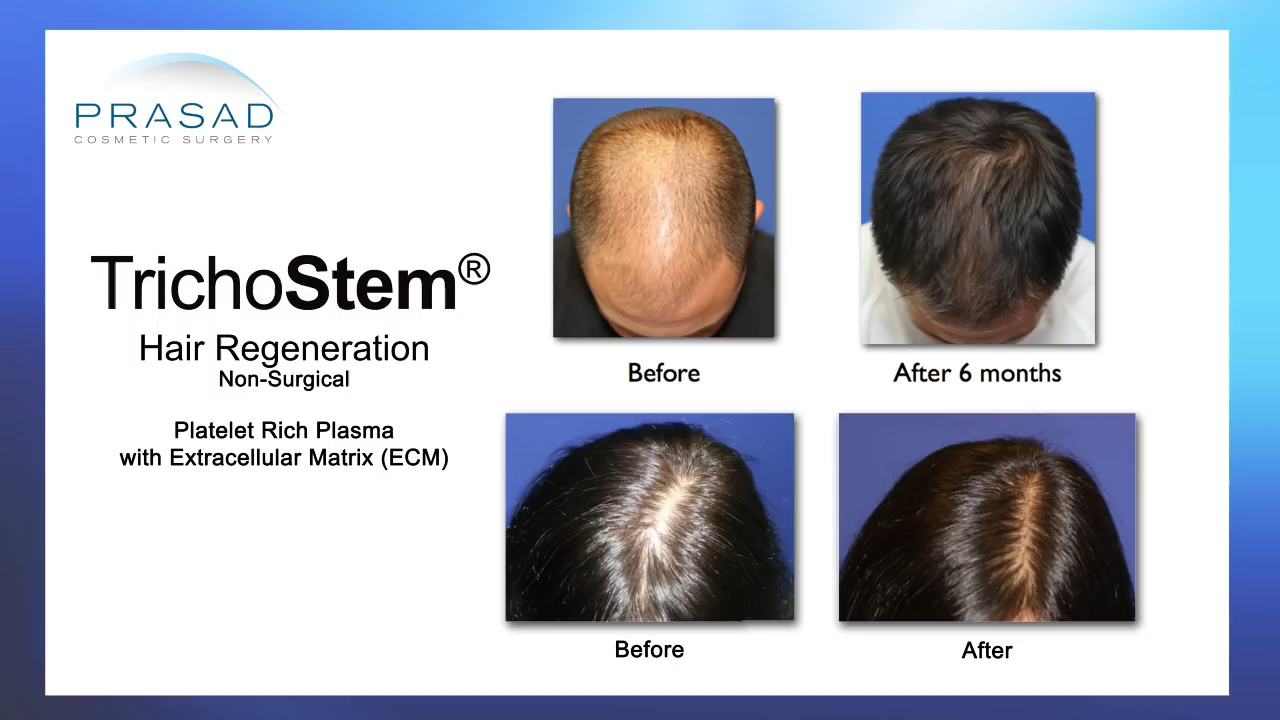 PRASAD
COSMETIC SURGERY
TrichoStem®
Hair Regeneration
Non-Surgical
Platelet Rich Plasma
with Extracellular Matrix (ECM)
Before
After 6 months
Before
After